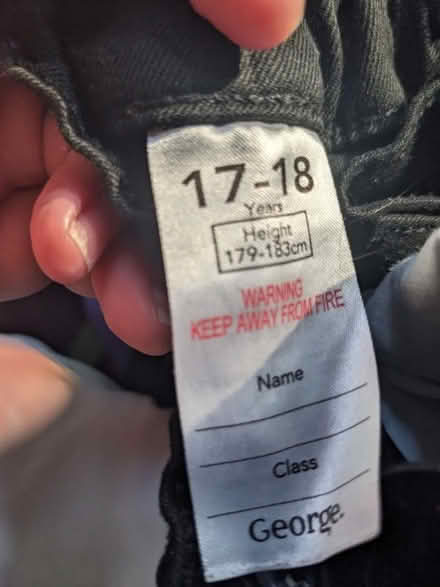 17-18
Years
Height
179-183cm
WARNING
KEEP AWAY FROM FIRE
Name
Class
George.